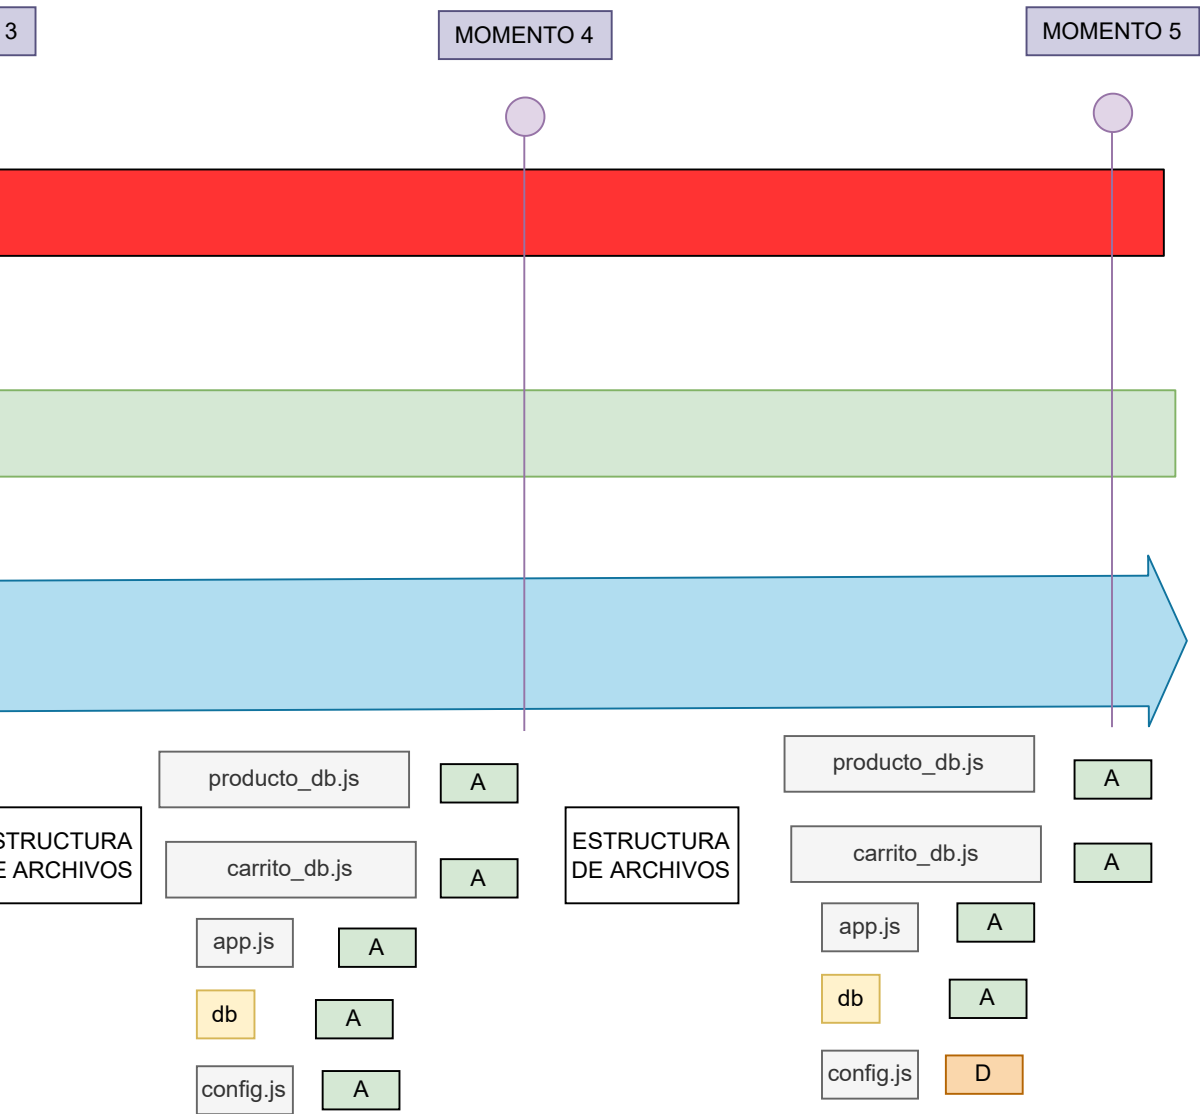 3
MOMENTO 4
MOMENTO 5
STRUCTURA
E ARCHIVOS
producto_db.js
A
carrito_db.js
A
app.js
A
db
A
config.js
A
ESTRUCTURA
DE ARCHIVOS
producto_db.js
A
carrito_db.js
A
app.js
A
db
A
config.js
D